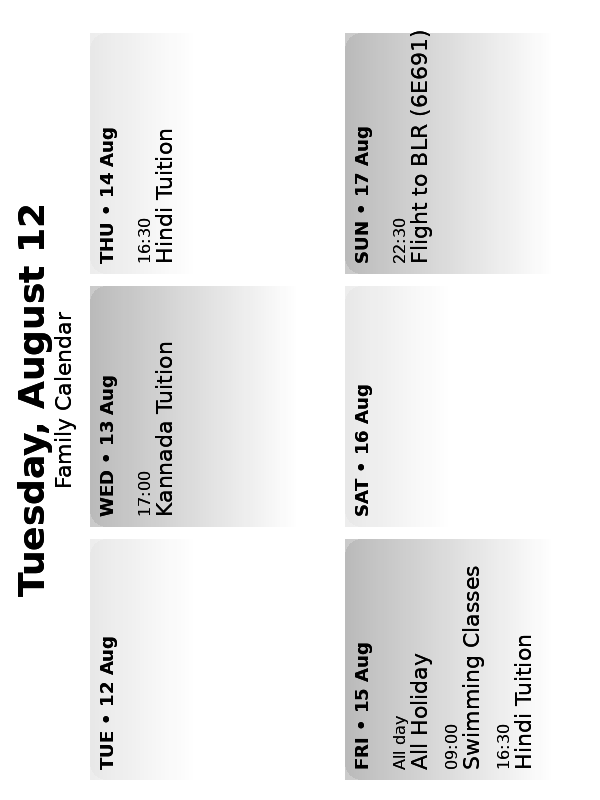 Tuesday, August 12
Family Calendar
TUE • 12 Aug
WED • 13 Aug
17:00
Kannada Tuition
THU • 14 Aug
16:30
Hindi Tuition
FRI • 15 Aug
All day
All Holiday
09:00
Swimming Classes
16:30
Hindi Tuition
SAT • 16 Aug
SUN • 17 Aug
22:30
Flight to BLR (6E691)